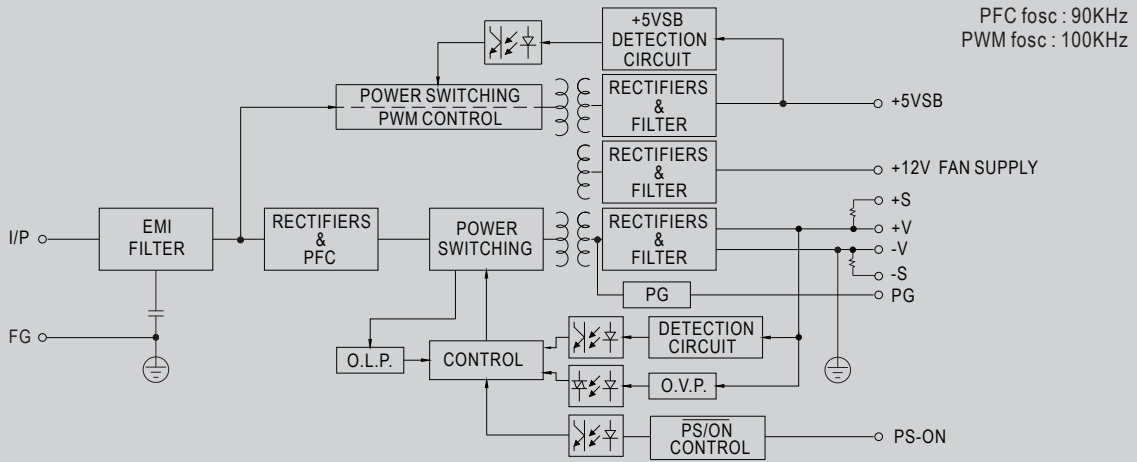 PFC fosc : 90KHz
PWM fosc : 100KHz
+5VSB
DETECTION
CIRCUIT
POWER SWITCHING
PWM CONTROL
RECTIFIERS
&
FILTER
+5VSB
RECTIFIERS
&
FILTER
+12V FAN SUPPLY
I/P
EMI
FILTER
RECTIFIERS
&
PFC
POWER
SWITCHING
RECTIFIERS
&
FILTER
+S
+V
-V
-S
PG
PG
FG
O.L.P.
CONTROL
DETECTION
CIRCUIT
O.V.P.
PS/ON
CONTROL
PS-ON